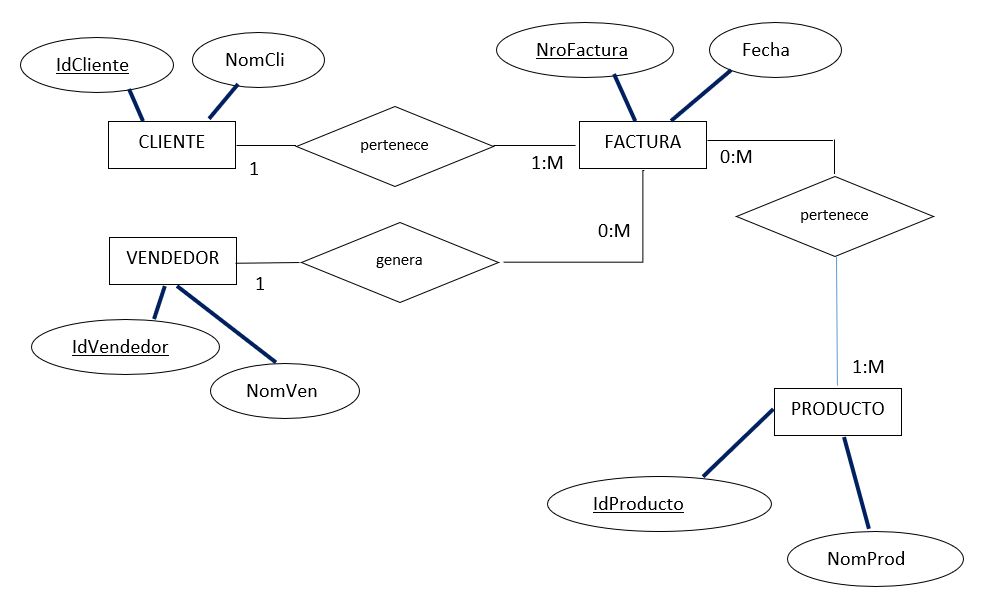 IdCliente
NomCli
NroFactura
Fecha
CLIENTE
1
pertenece
1:M
FACTURA
0:M
pertenece
VENDEDOR
1
genera
0:M
IdVendedor
NomVen
1:M
PRODUCTO
IdProducto
NomProd